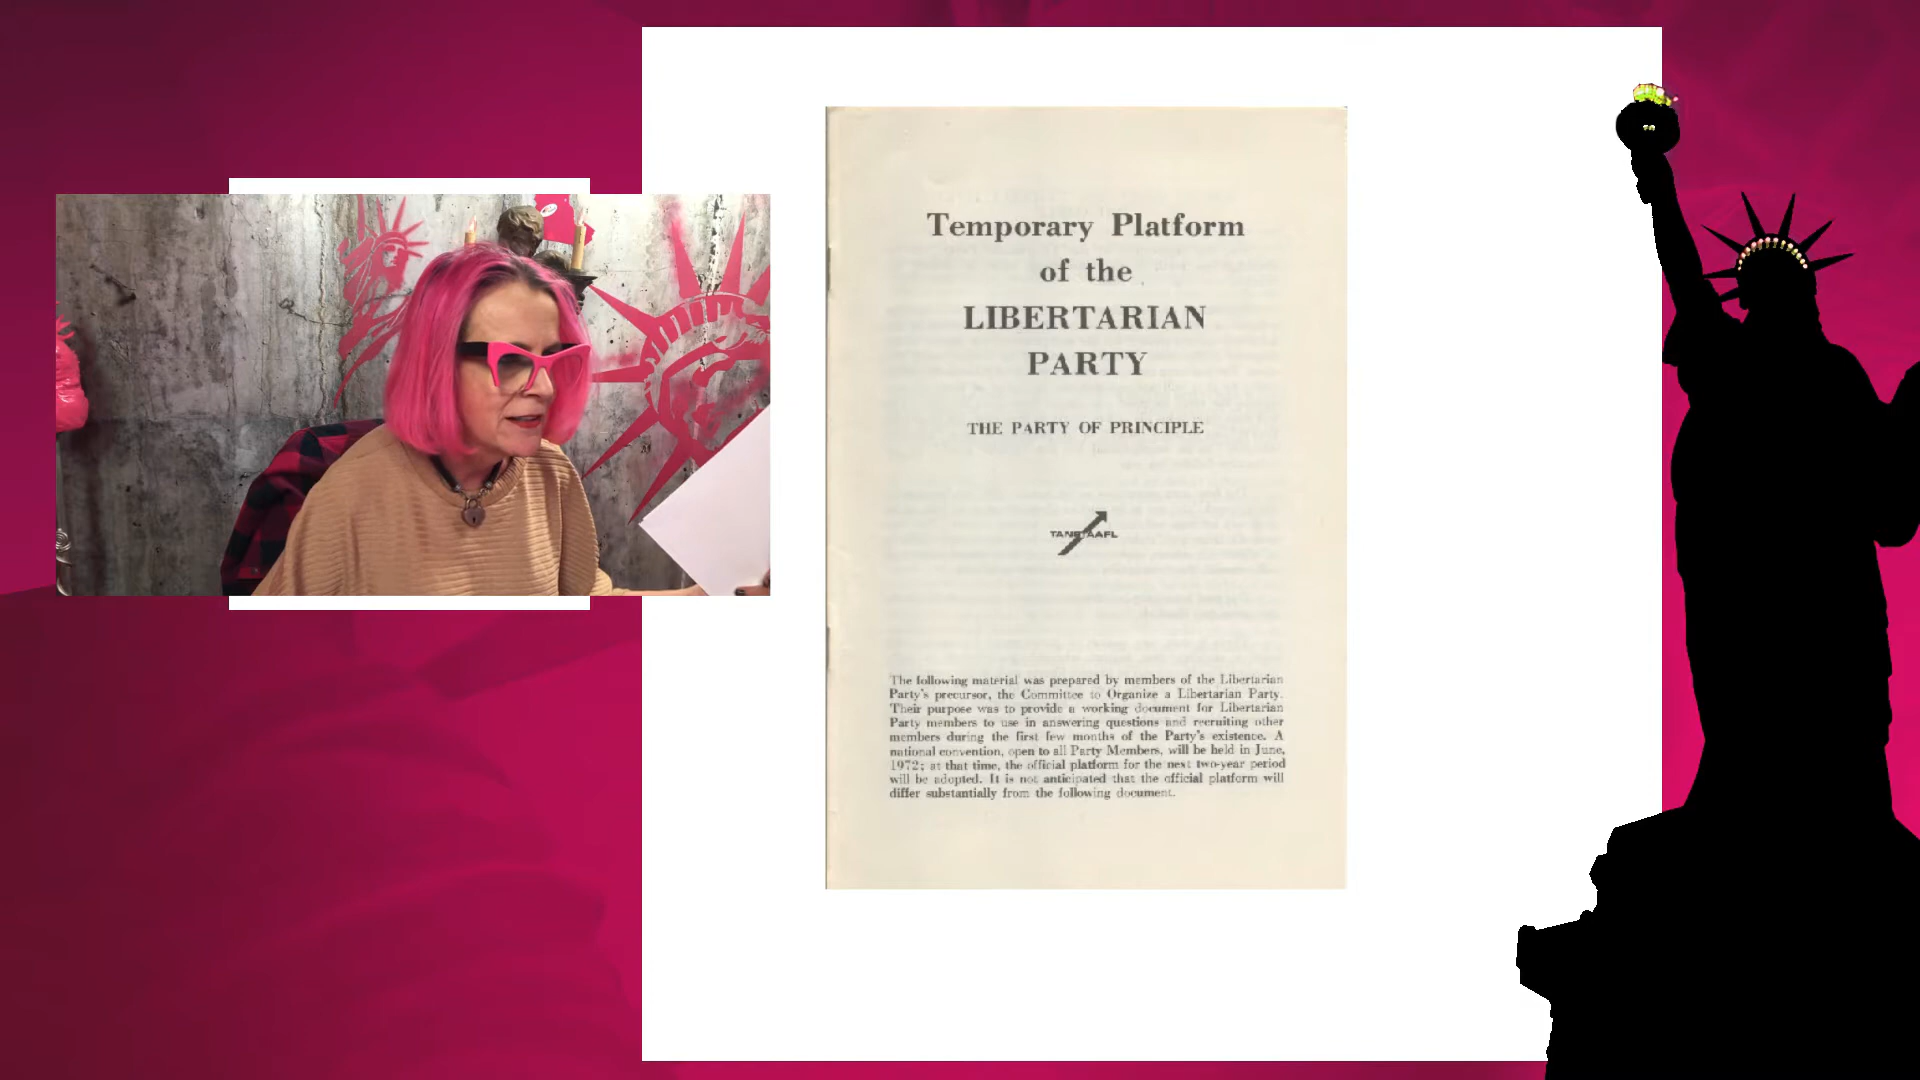 Temporary Platform
of the
LIBERTARIAN
PARTY
THE PARTY OF PRINCIPLE
TANSTAAFL
The following material was prepared by members of the Libertarian
Party's precursor, the Committee to Organize a Libertarian Party.
Their purpose was to provide a working document for Libertarian
Party members to use in answering questions and recruiting other
members during the first few months of the Party's existence. A
national convention, open to all Party Members, will be held in June,
1972; at that time, the official platform for the next two-year period
will be adopted. It is not anticipated that the official platform will
differ substantially from the following document.